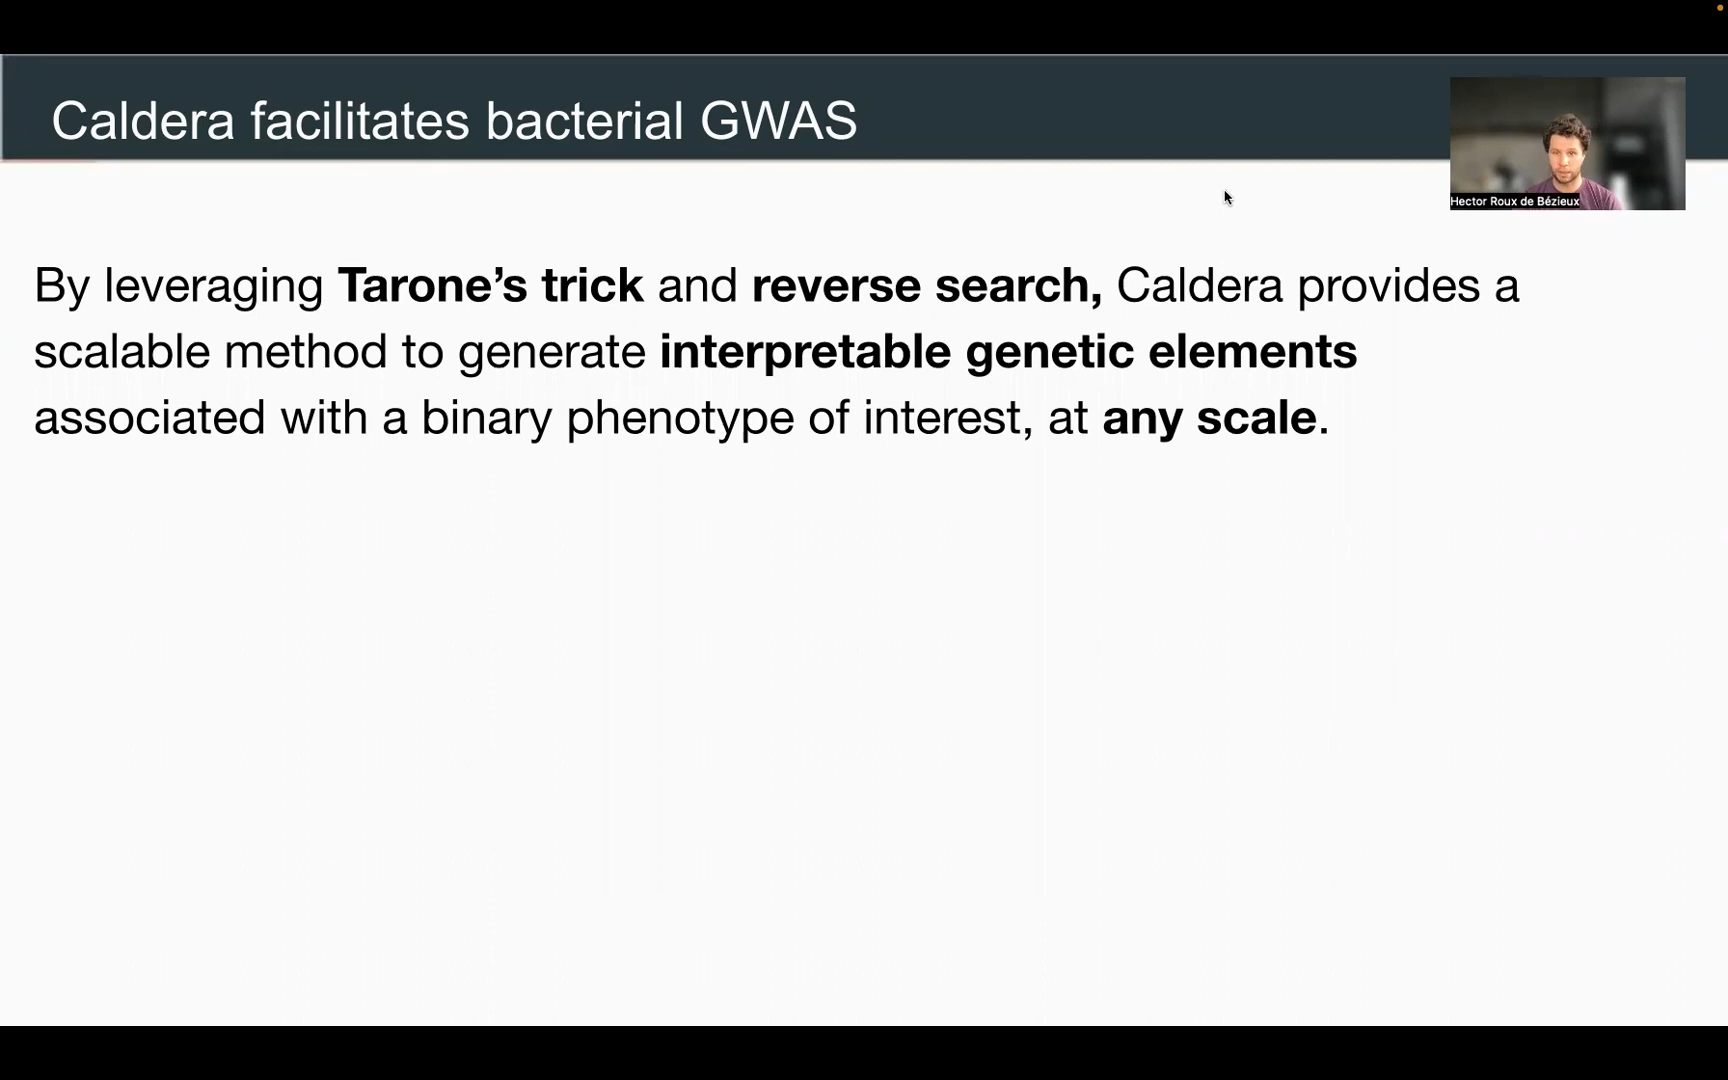 Caldera facilitates bacterial GWAS
Hector Roux de Bézieux
By leveraging Tarone’s trick and reverse search, Caldera provides a
scalable method to generate interpretable genetic elements
associated with a binary phenotype of interest, at any scale.